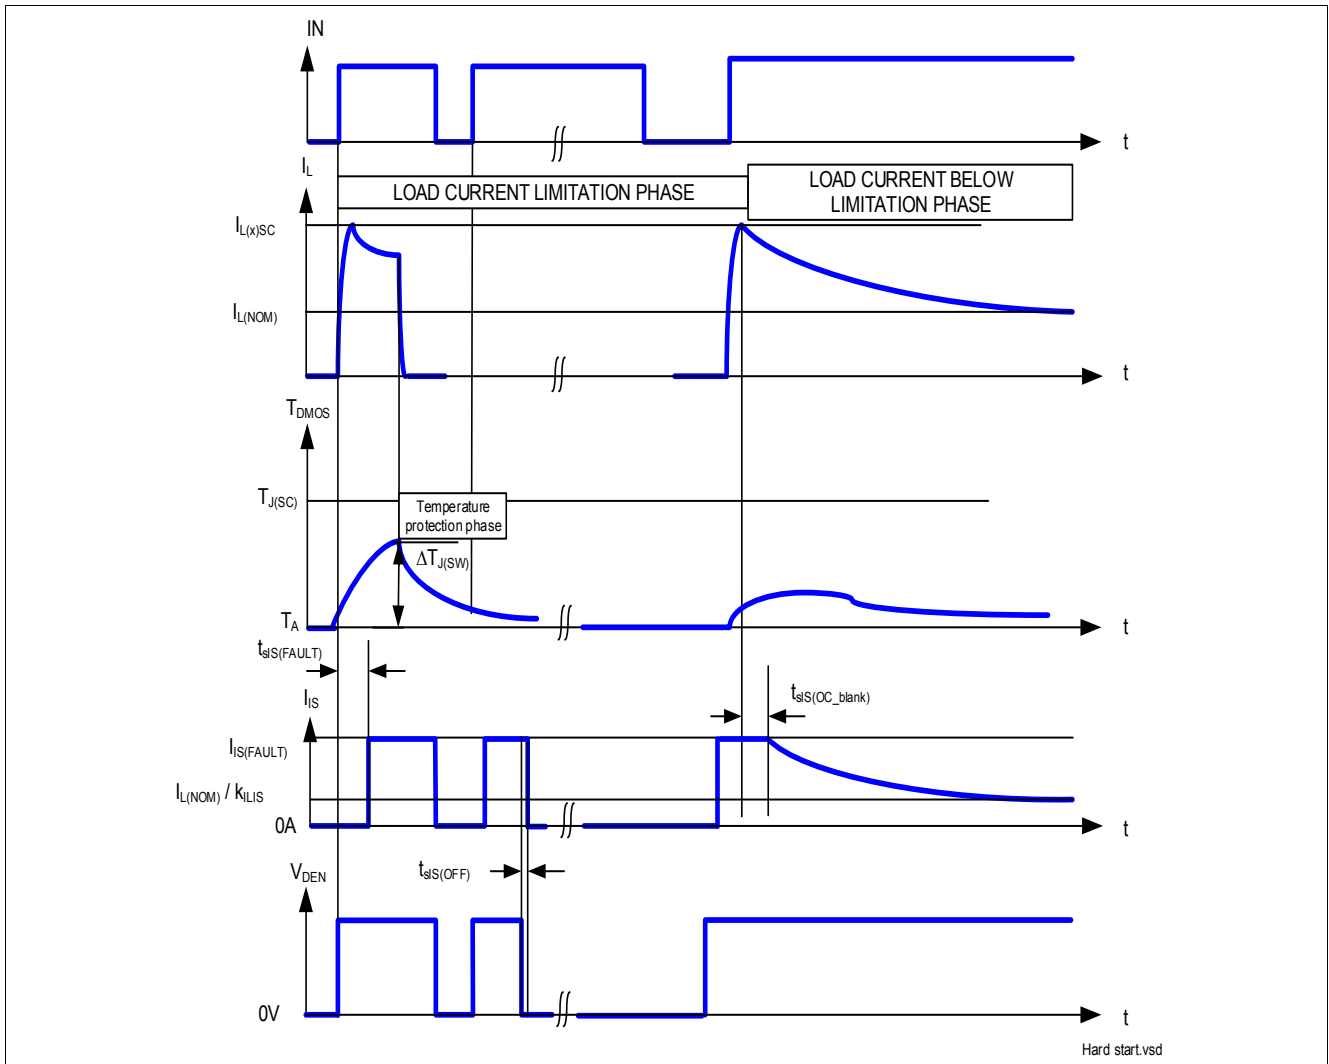 IN
t
IL
LOAD CURRENT LIMITATION PHASE
LOAD CURRENT BELOW
LIMITATION PHASE
IL(x)SC
IL(NOM)
t
TDMOS
TJ(SC)
Temperature
protection phase
ΔTJ(SW)
TA
t
tsIS(FAULT)
IIS
tsIS(OC_blank)
IIS(FAULT)
IL(NOM) / kILIS
0A
t
VDEN
tsIS(OFF)
0V
t
Hard start.vsd